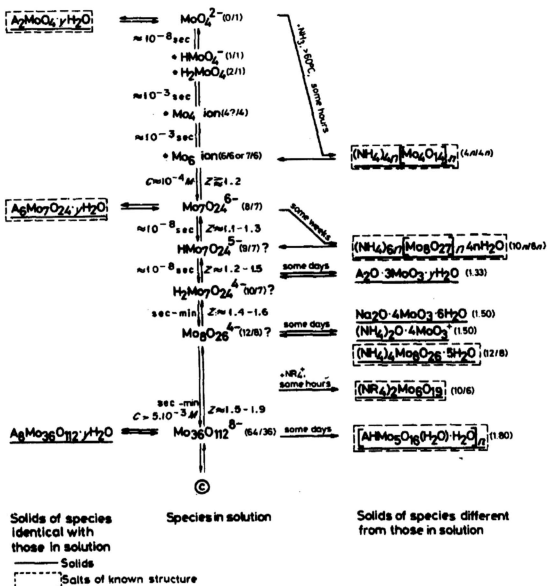 A2MoO4·yH2O
MoO4 2- (0/1)
≈10-8 sec
+ HMoO4- (1/1)
+ H2MoO4 (2/1)
+NH3, >60°C, some hours
≈10-3 sec
+ Mo4 ion (4?/4)
≈10-3 sec
+ Mo6 ion (6/6 or 7/6)
(NH4)4n[Mo4O14]n (4n/4n)
C≈10-4 M Z≈1.2
A6Mo7O24·yH2O
Mo7O24 6- (8/7)
some weeks
≈10-8 sec Z≈1.1-1.3
HMo7O24 5- (9/7)?
(NH4)6n[Mo8O27]n4nH2O (10n/8n)
≈10-8 sec Z≈1.2-1.5
some days
A2O·3MoO3·yH2O (1.33)
H2Mo7O24 4- (10/7)?
sec-min Z≈1.4-1.6
Na2O·4MoO3·6H2O (1.50)
Mo8O26 4- (12/8)?
some days
(NH4)2O·4MoO3+ (1.50)
(NH4)4Mo8O26·5H2O (12/8)
+NR4+, some hours
(NR4)2Mo6O19 (10/6)
sec-min
C>5.10-3 M Z≈1.5-1.9
A8Mo36O112·yH2O
Mo36O112 8- (64/36)
some days
[AHMo5O16(H2O)·H2O]n (1.80)
C
Solids of species identical with those in solution
Species in solution
Solids of species different from those in solution
Solids
Salts of known structure